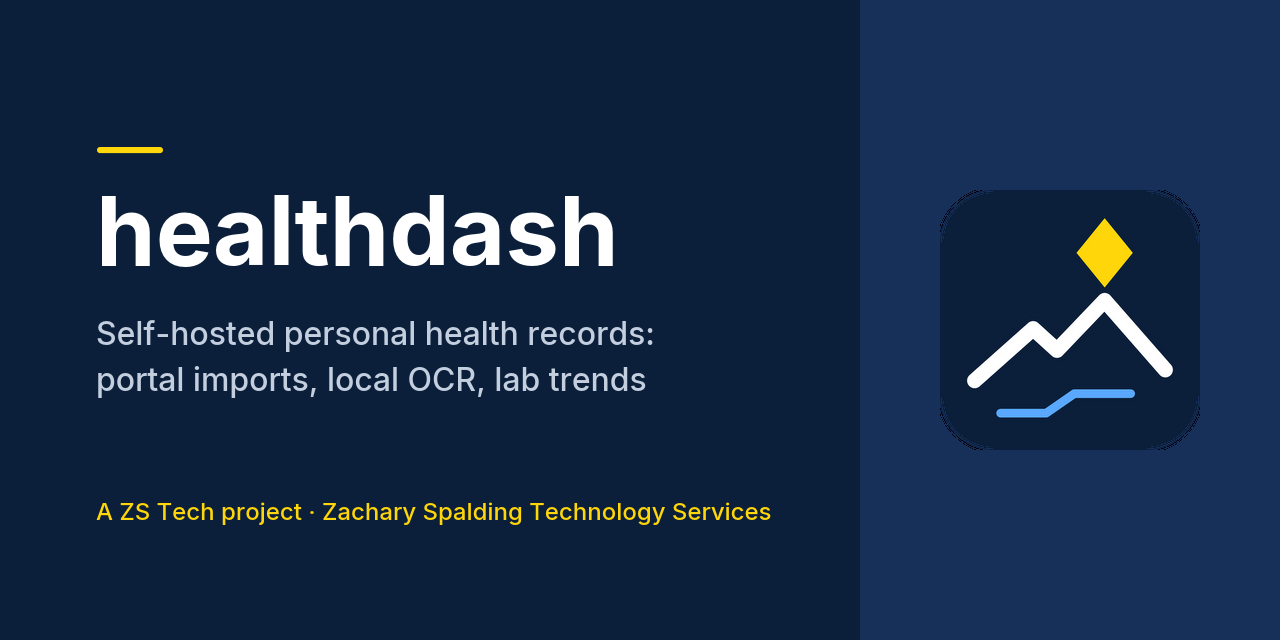 healthdash
Self-hosted personal health records:
portal imports, local OCR, lab trends
A ZS Tech project · Zachary Spalding Technology Services